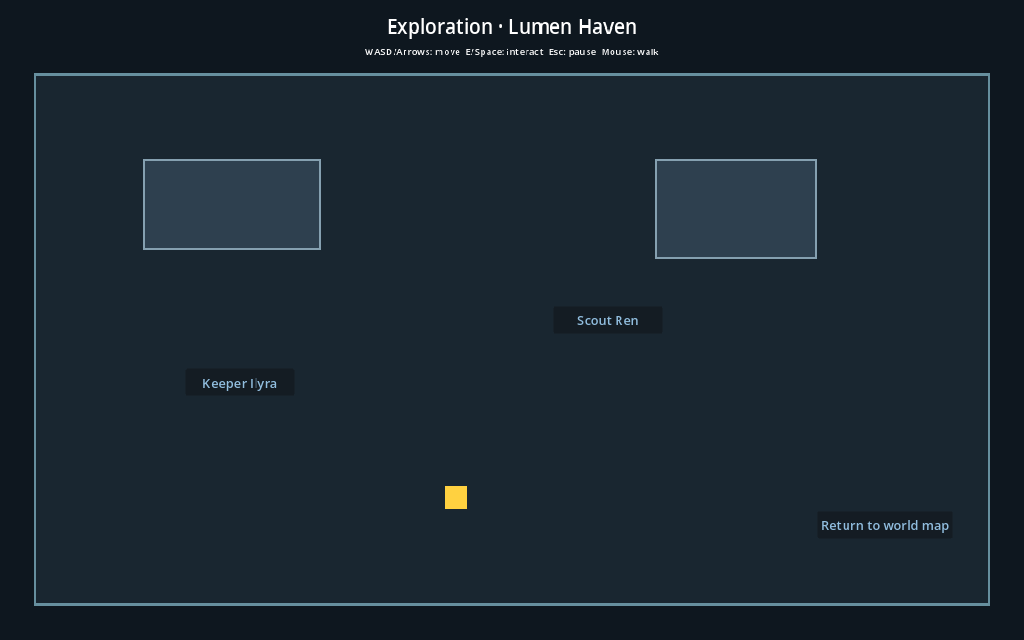 Exploration · Lumen Haven
WASD/Arrows: move E/Space: interact Esc: pause Mouse: walk
Scout Ren
Keeper Ilyra
Return to world map